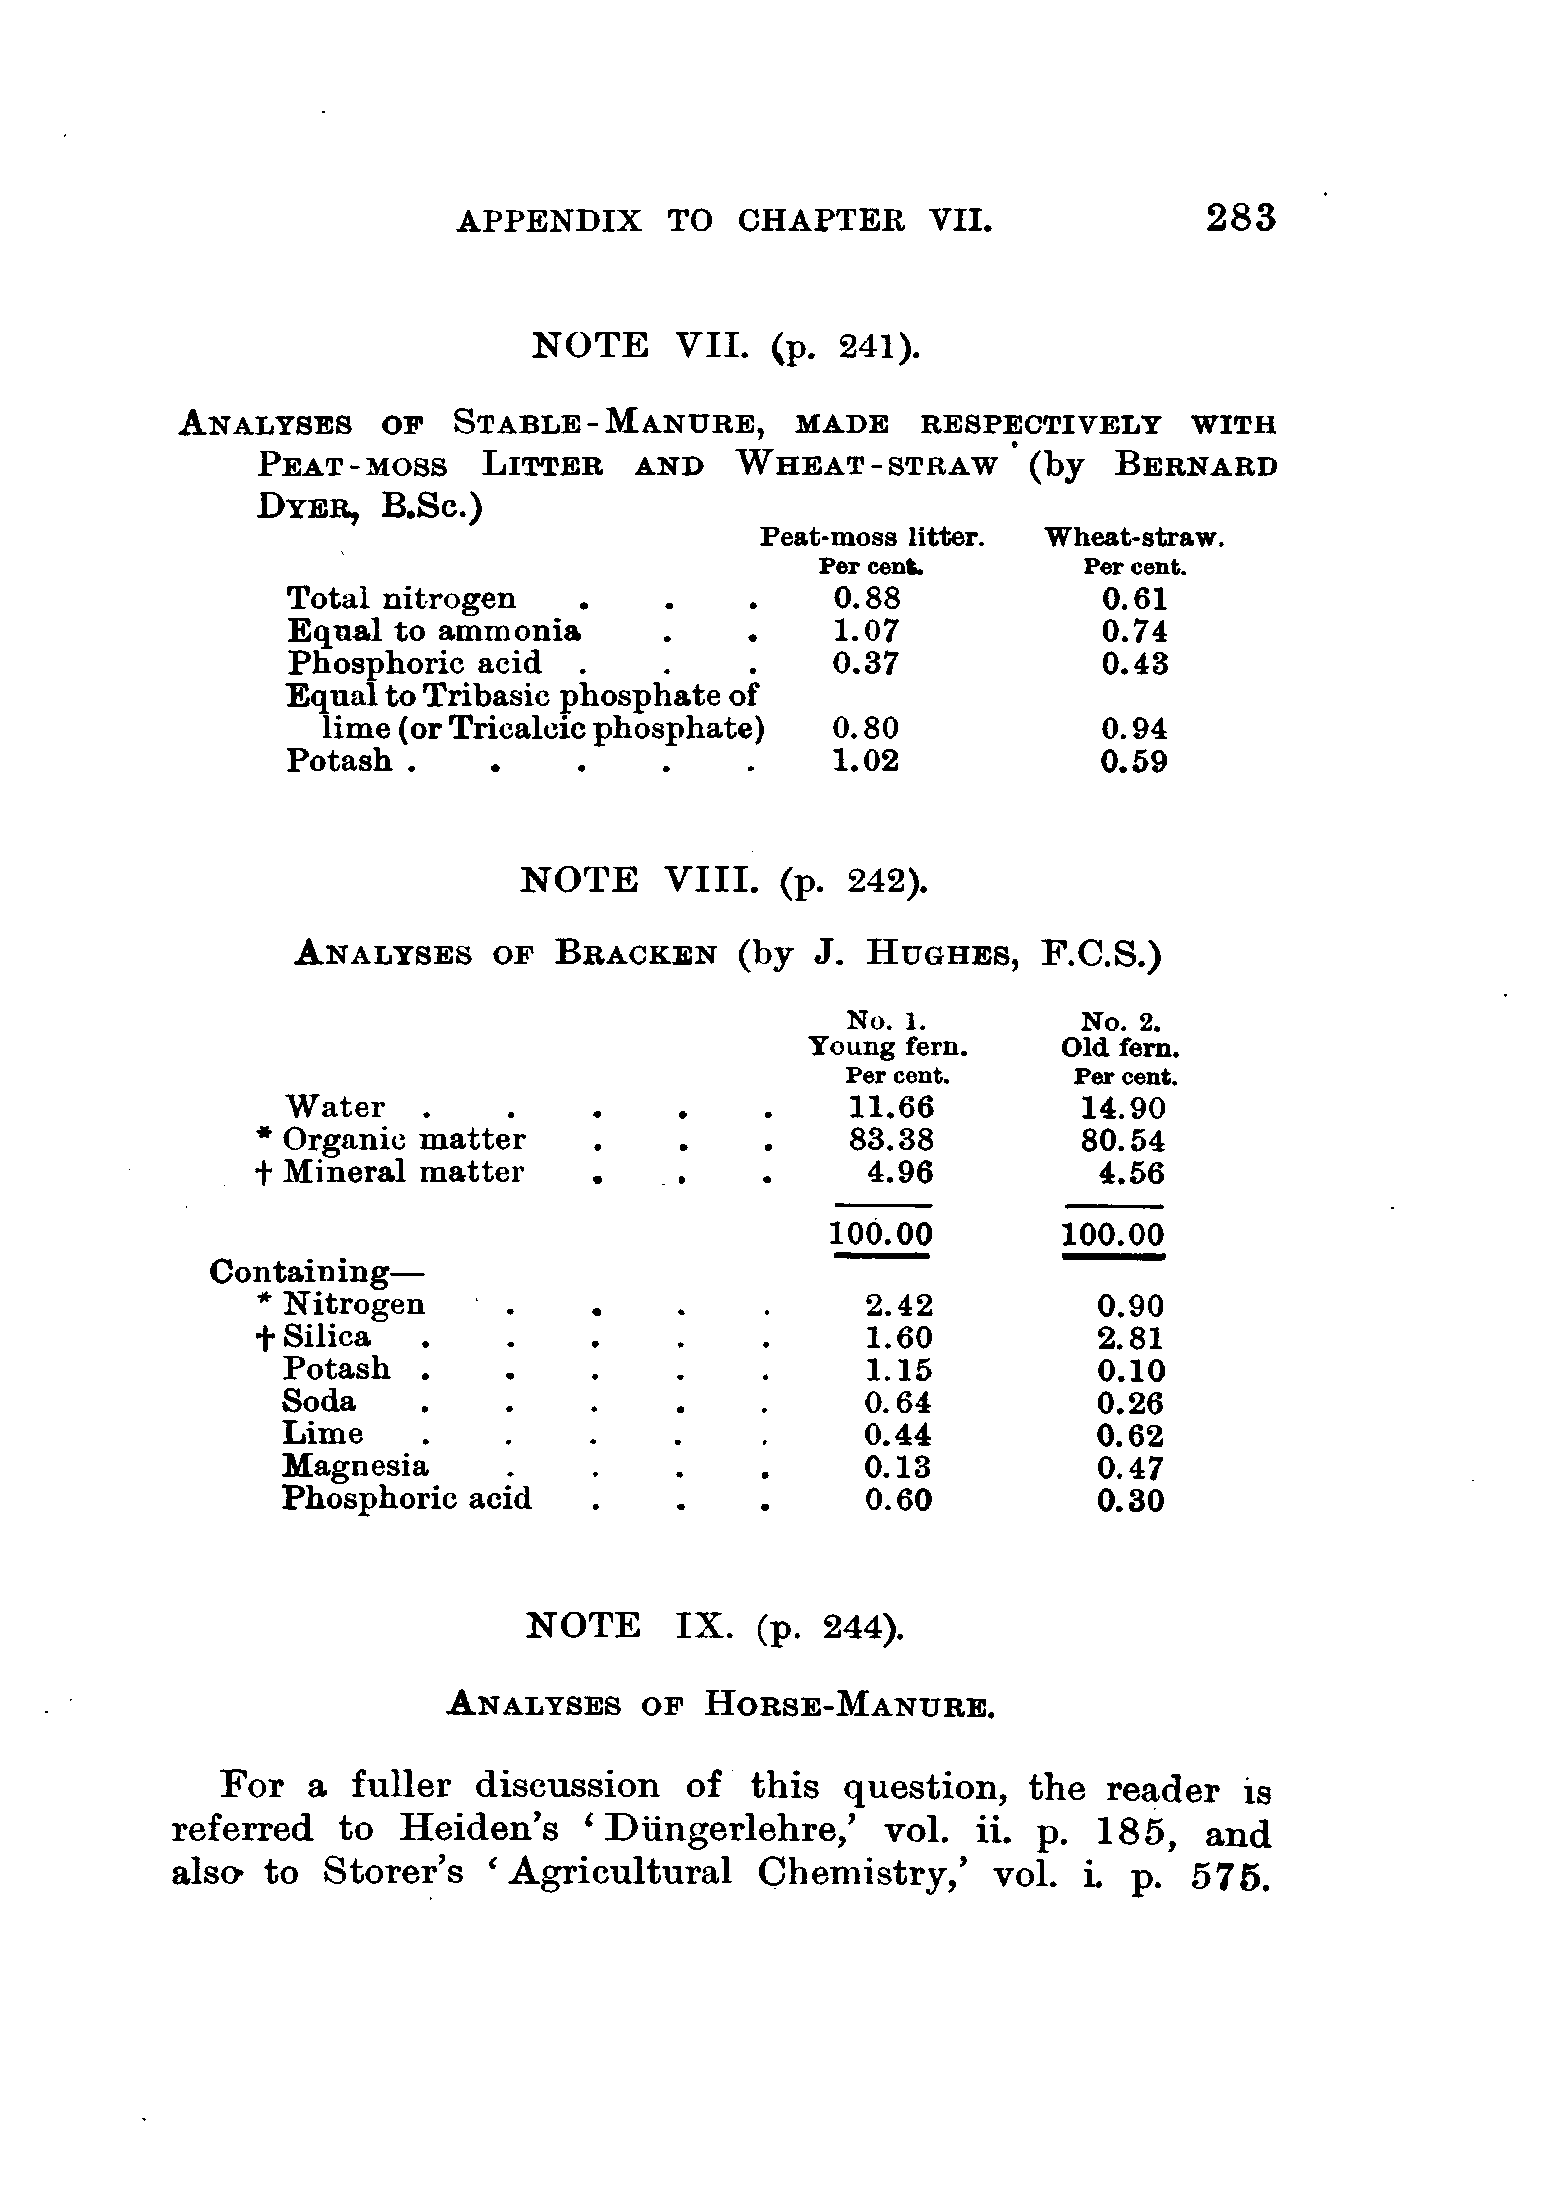 APPENDIX TO CHAPTER VII. 283
NOTE VII. (p. 241).
ANALYSES OF STABLE-MANURE, MADE RESPECTIVELY WITH
PEAT-MOSS LITTER AND WHEAT-STRAW (by BERNARD
DYER, B.Sc.)
Peat-moss litter. Wheat-straw.
Per cent. Per cent.
Total nitrogen . . . 0.88 0.61
Equal to ammonia . . 1.07 0.74
Phosphoric acid . . . 0.37 0.43
Equal to Tribasic phosphate of
lime (or Tricalcic phosphate) 0.80 0.94
Potash . . . . . 1.02 0.59
NOTE VIII. (p. 242).
ANALYSES OF BRACKEN (by J. HUGHES, F.C.S.)
No. 1. No. 2.
Young fern. Old fern.
Per cent. Per cent.
Water . . . . . 11.66 14.90
* Organic matter . . . 83.38 80.54
† Mineral matter . . . 4.96 4.56
100.00 100.00
Containing—
* Nitrogen . . . . 2.42 0.90
† Silica . . . . . 1.60 2.81
Potash . . . . . 1.15 0.10
Soda . . . . . 0.64 0.26
Lime . . . . . 0.44 0.62
Magnesia . . . . 0.13 0.47
Phosphoric acid . . . 0.60 0.30
NOTE IX. (p. 244).
ANALYSES OF HORSE-MANURE.
For a fuller discussion of this question, the reader is
referred to Heiden's ‘Düngerlehre,’ vol. ii. p. 185, and
also to Storer's ‘Agricultural Chemistry,’ vol. i. p. 575.